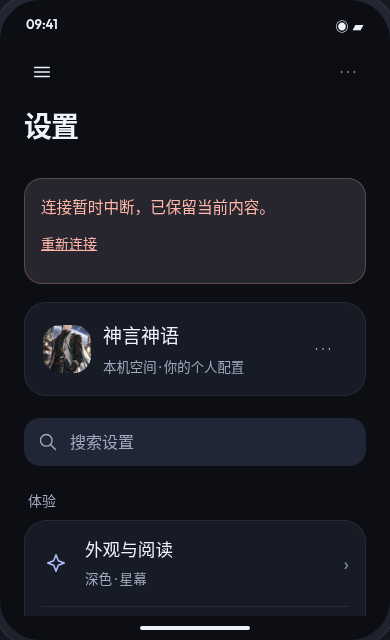 09:41
···
设置
连接暂时中断，已保留当前内容。
重新连接
神言神语
···
本机空间·你的个人配置
搜索设置
体验
外观与阅读
深色·星幕